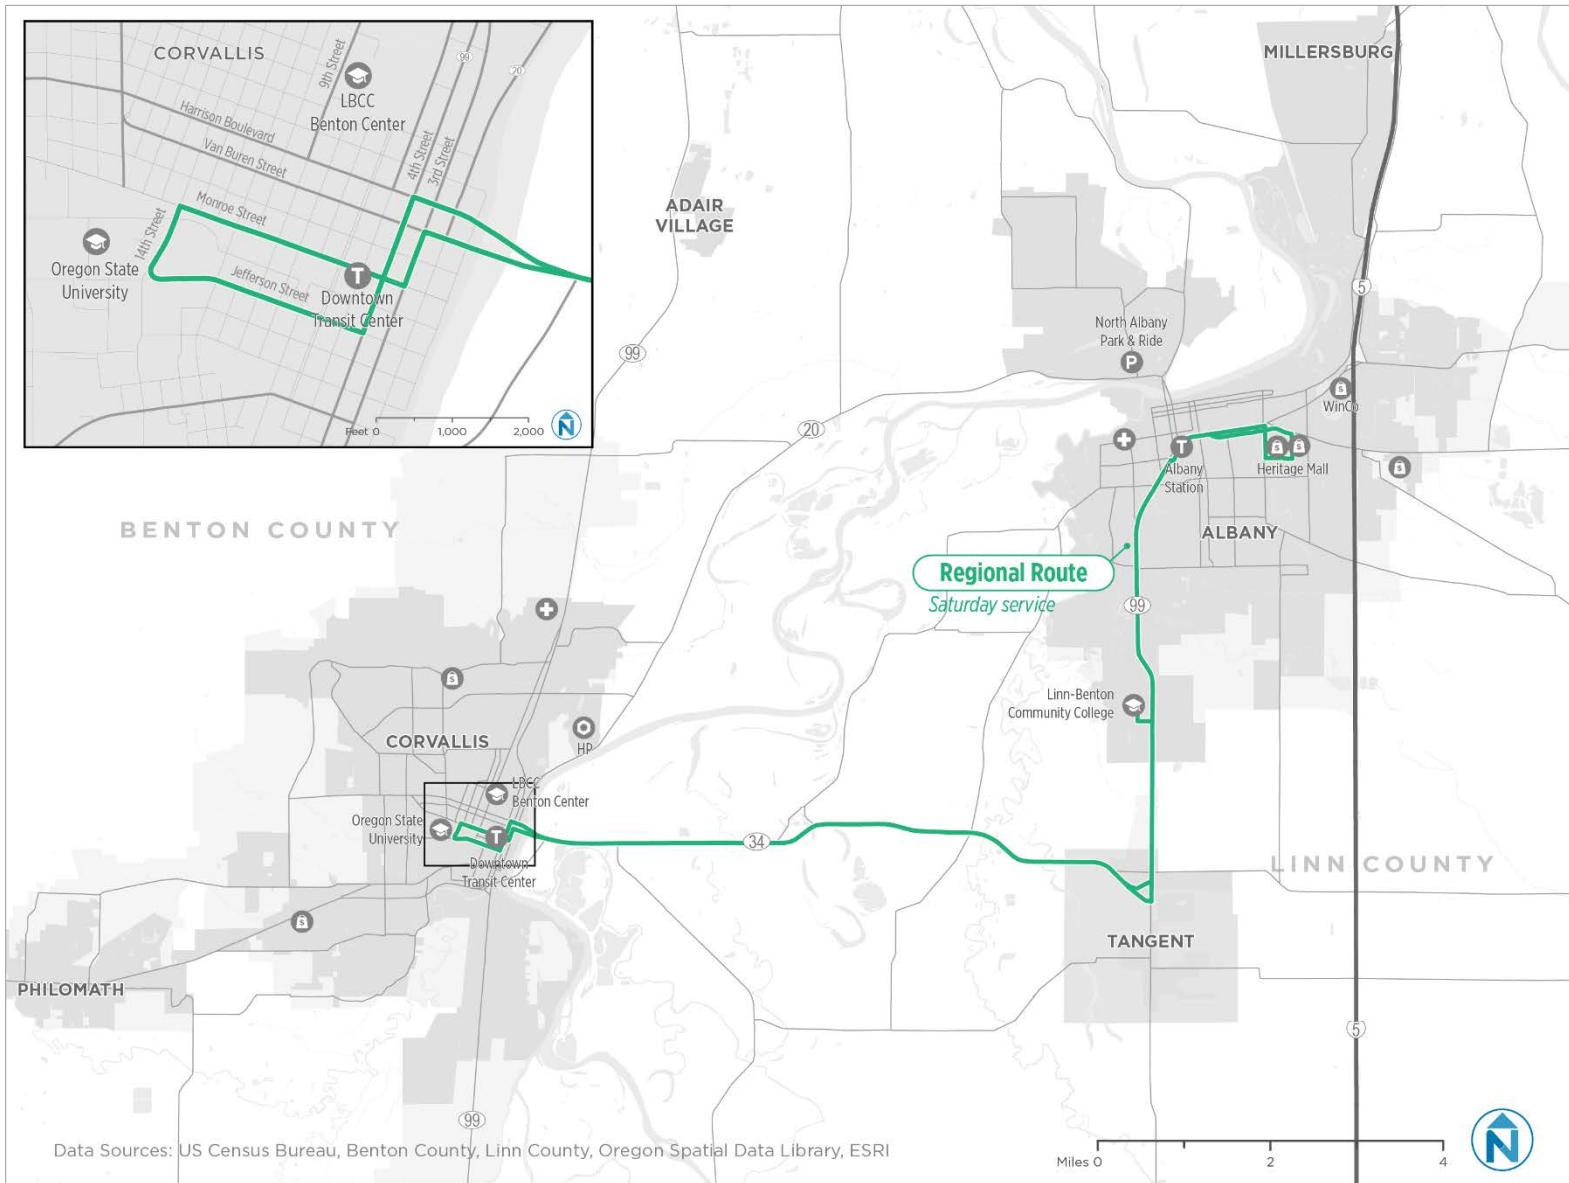 CORVALLIS
99
20
9th Street
LBCC
Benton Center
Harrison Boulevard
Van Buren Street
4th Street
3rd Street
Monroe Street
14th Street
Oregon State
University
Jefferson Street
Downtown
Transit Center
Feet 0
1,000
2,000
N
MILLERSBURG
ADAIR
VILLAGE
5
North Albany
Park & Ride
P
99
WinCo
20
T
Albany
Station
Heritage Mall
BENTON COUNTY
ALBANY
Regional Route
Saturday service
99
Linn-Benton
Community College
CORVALLIS
HP
LBCC
Benton Center
Oregon State
University
T
34
Downtown
Transit Center
LINN COUNTY
TANGENT
PHILOMATH
5
99
Data Sources: US Census Bureau, Benton County, Linn County, Oregon Spatial Data Library, ESRI
Miles 0
2
4
N